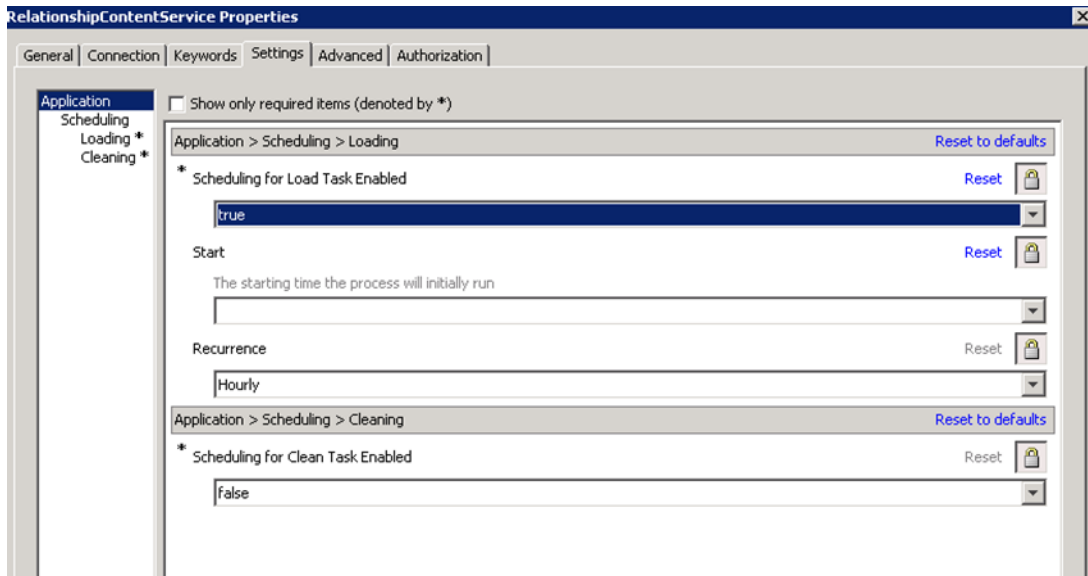 RelationshipContentService Properties
General Connection Keywords Settings Advanced Authorization
Application
Scheduling
Loading *
Cleaning *
Show only required items (denoted by *)
Application > Scheduling > Loading Reset to defaults
* Scheduling for Load Task Enabled Reset
true
Start Reset
The starting time the process will initially run
Recurrence Reset
Hourly
Application > Scheduling > Cleaning Reset to defaults
* Scheduling for Clean Task Enabled Reset
false